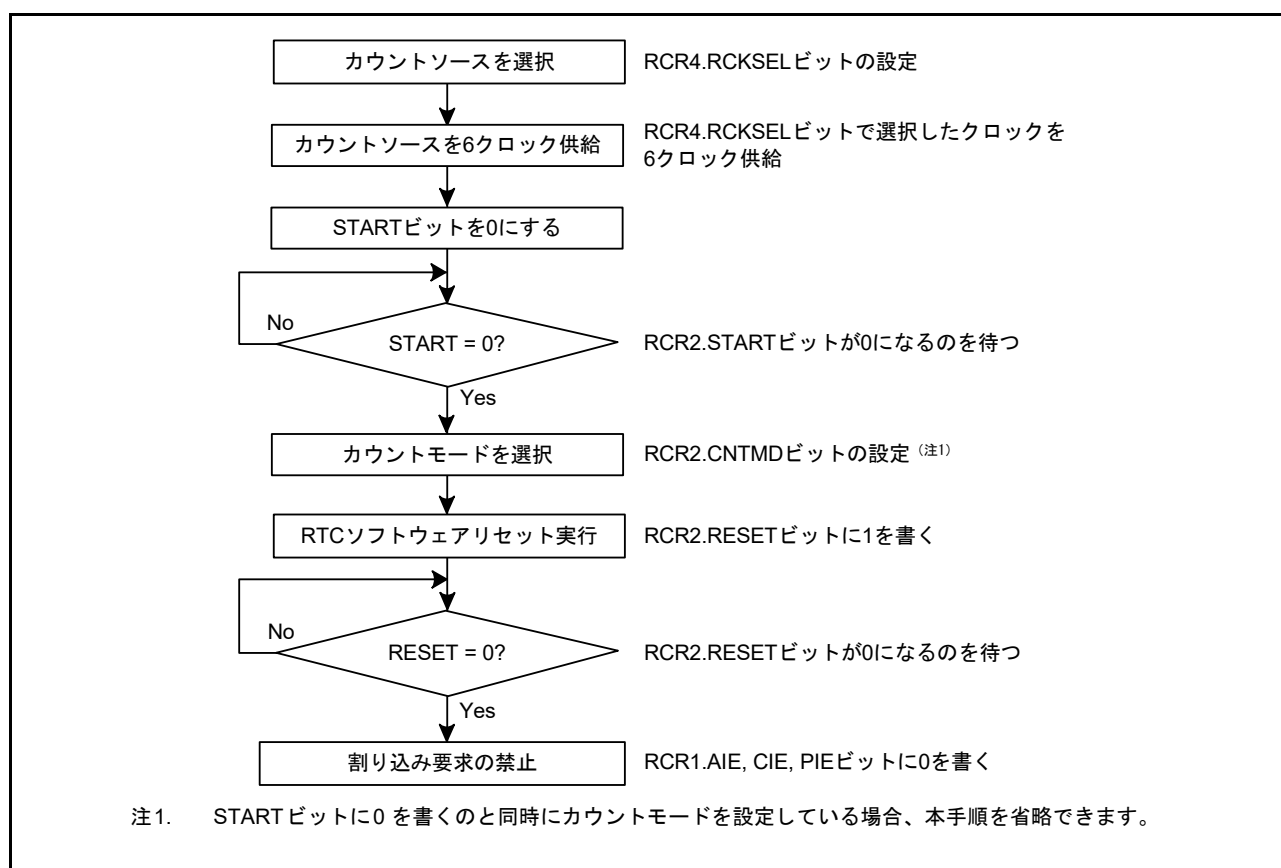 カウントソースを選択 RCR4.RCKSELビットの設定
カウントソースを6クロック供給 RCR4.RCKSELビットで選択したクロックを
6クロック供給
STARTビットを0にする
No
START = 0? RCR2.STARTビットが0になるのを待つ
Yes
カウントモードを選択 RCR2.CNTMDビットの設定 (注1)
RTCソフトウェアリセット実行 RCR2.RESETビットに1を書く
No
RESET = 0? RCR2.RESETビットが0になるのを待つ
Yes
割り込み要求の禁止 RCR1.AIE, CIE, PIEビットに0を書く
注1. STARTビットに0 を書くのと同時にカウントモードを設定している場合、本手順を省略できます。